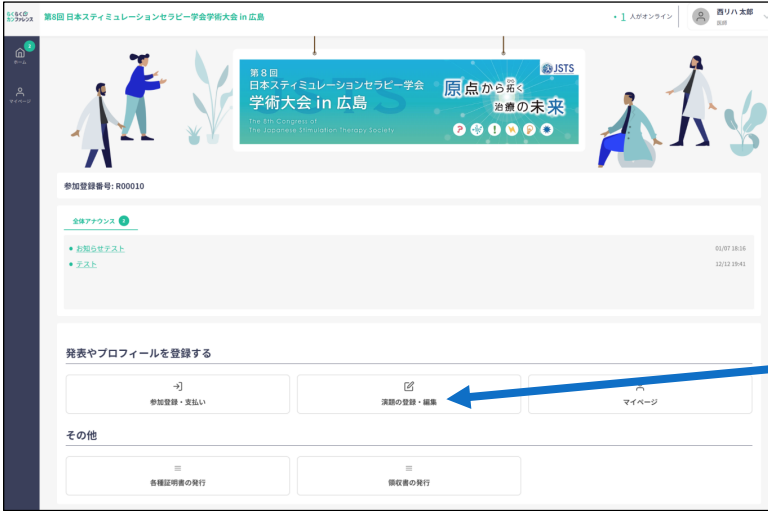 らくらく
カンファレンス
第8回 日本スティミュレーションセラピー学会学術大会 in 広島
• 1 人がオンライン
西リハ 太郎
医師
ホーム
マイページ
第8回
日本スティミュレーションセラピー学会
学術大会 in 広島
The 8th Congress of
The Japanese Stimulation Therapy Society
JSTS
原点から拓く
治療の未来
参加登録番号: R00010
全体アナウンス
• お知らせテスト
01/07 18:16
• テスト
12/12 19:41
発表やプロフィールを登録する
参加登録・支払い
演題の登録・編集
マイページ
その他
各種証明書の発行
領収書の発行